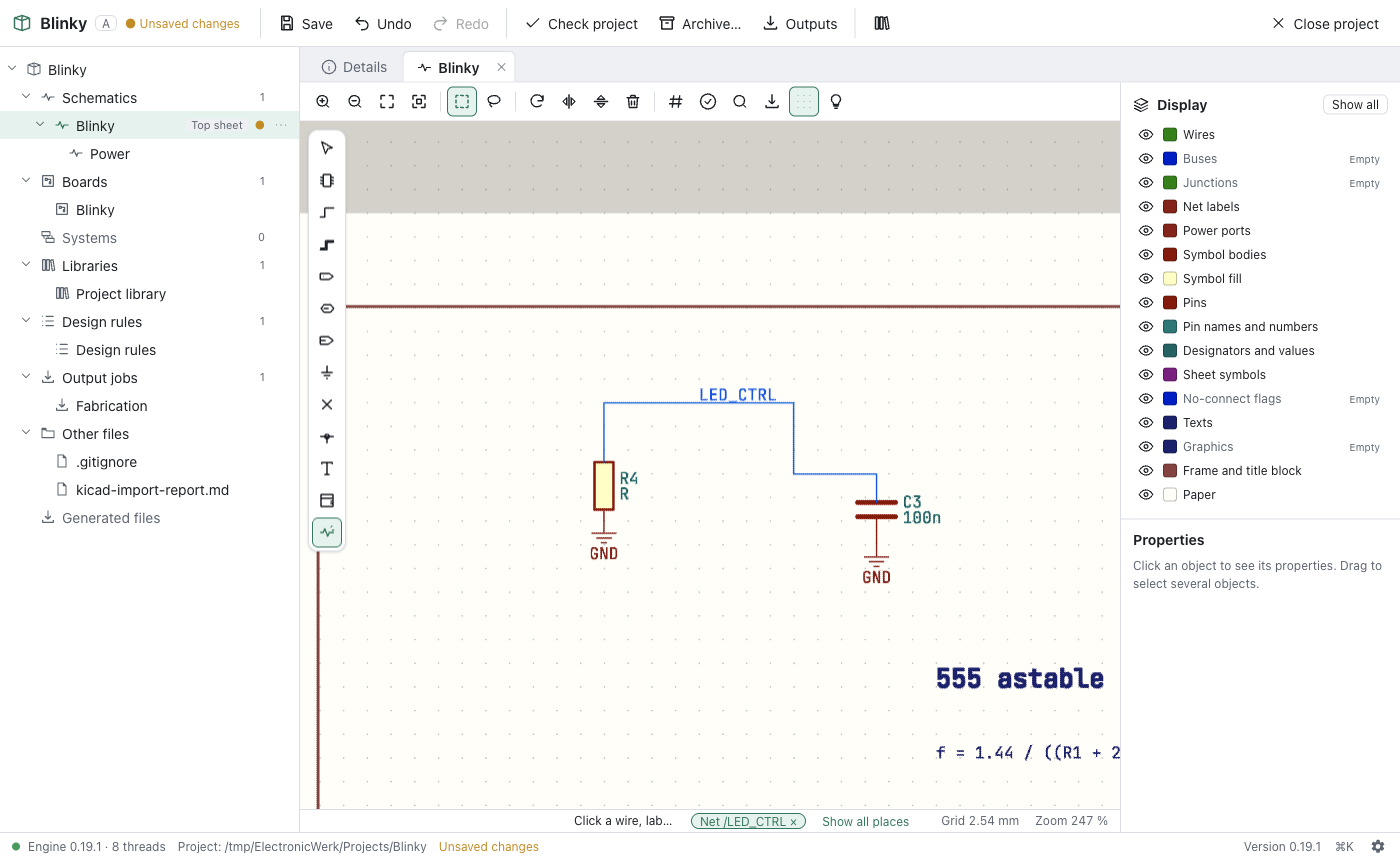 Blinky A Unsaved changes Save Undo Redo Check project Archive... Outputs Close project
Blinky
Schematics 1
Blinky Top sheet
Power
Boards 1
Blinky
Systems 0
Libraries 1
Project library
Design rules 1
Design rules
Output jobs 1
Fabrication
Other files
.gitignore
kicad-import-report.md
Generated files
Details Blinky
LED_CTRL
R4
R
GND
C3
100n
GND
555 astable
f = 1.44 / ((R1 + 2
Click a wire, lab... Net /LED_CTRL × Show all places Grid 2.54 mm Zoom 247 %
Display Show all
Wires
Buses Empty
Junctions Empty
Net labels
Power ports
Symbol bodies
Symbol fill
Pins
Pin names and numbers
Designators and values
Sheet symbols
No-connect flags Empty
Texts
Graphics Empty
Frame and title block
Paper
Properties
Click an object to see its properties. Drag to
select several objects.
Engine 0.19.1 · 8 threads Project: /tmp/ElectronicWerk/Projects/Blinky Unsaved changes Version 0.19.1 ⌘K